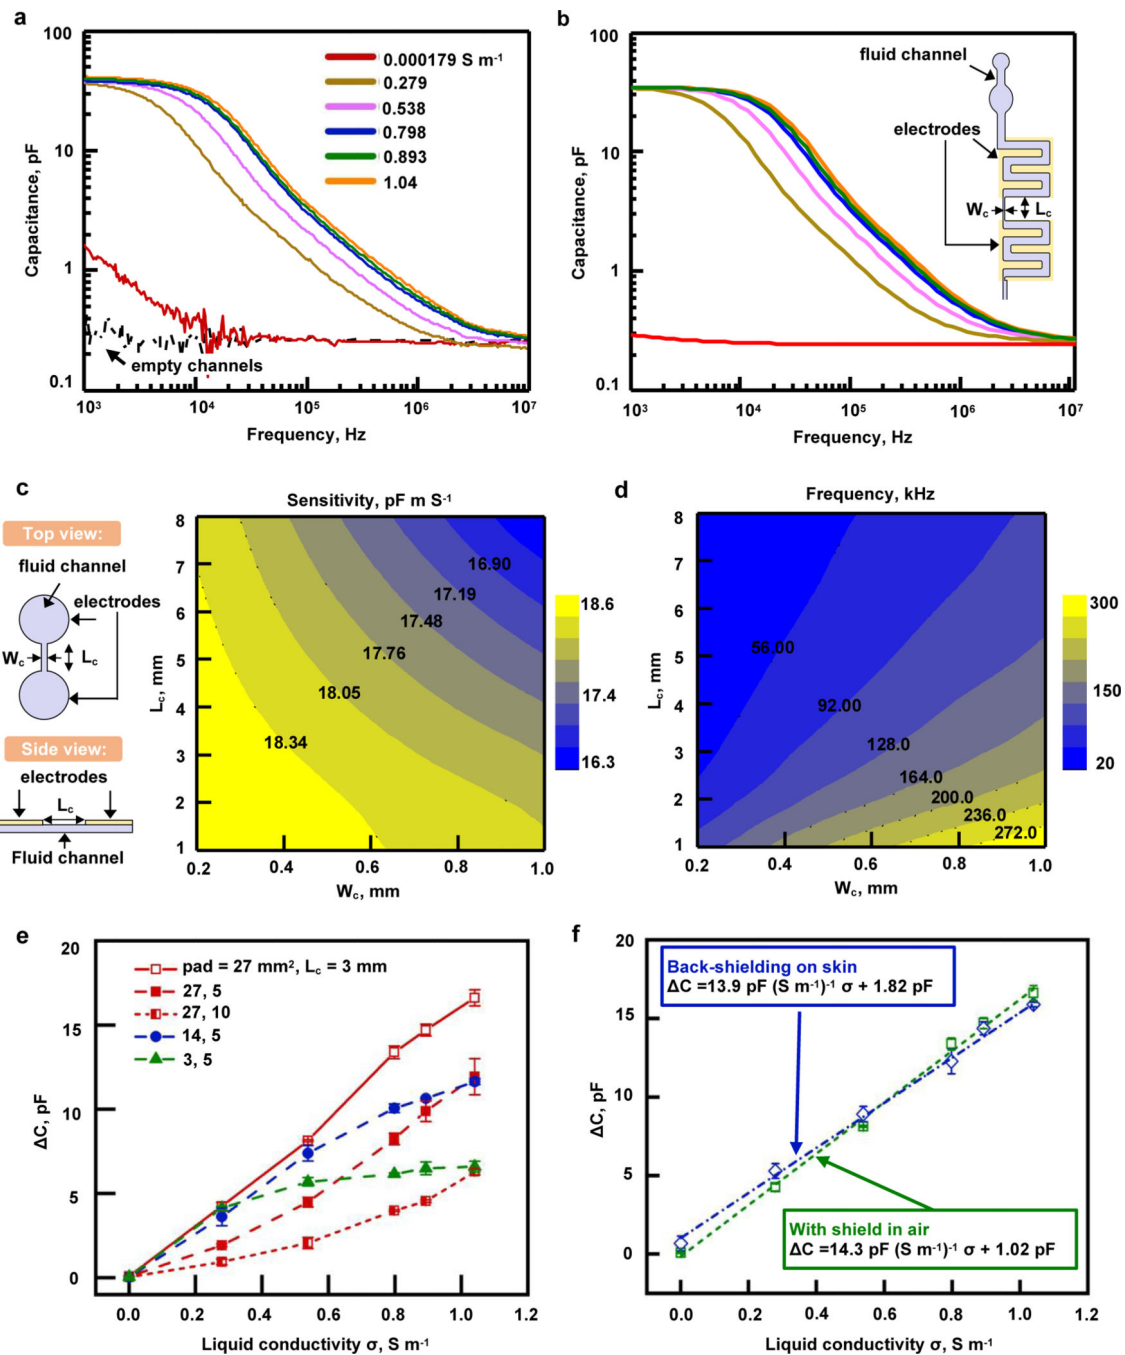 a
100
10
1
0.1
Capacitance, pF
0.000179 S m⁻¹
0.279
0.538
0.798
0.893
1.04
empty channels
10³
10⁴
10⁵
10⁶
10⁷
Frequency, Hz
b
100
10
1
0.1
Capacitance, pF
fluid channel
electrodes
W_c
L_c
10³
10⁴
10⁵
10⁶
10⁷
Frequency, Hz
c
Top view:
fluid channel
electrodes
W_c
L_c
Side view:
electrodes
L_c
Fluid channel
Sensitivity, pF m S⁻¹
8
7
6
5
4
3
2
1
L_c, mm
16.90
17.19
17.48
17.76
18.05
18.34
0.2
0.4
0.6
0.8
1.0
W_c, mm
18.6
17.4
16.3
d
Frequency, kHz
8
7
6
5
4
3
2
1
L_c, mm
56.00
92.00
128.0
164.0
200.0
236.0
272.0
0.2
0.4
0.6
0.8
1.0
W_c, mm
300
150
20
e
20
15
10
5
0
ΔC, pF
pad = 27 mm², L_c = 3 mm
27, 5
27, 10
14, 5
3, 5
0.0
0.2
0.4
0.6
0.8
1.0
1.2
Liquid conductivity σ, S m⁻¹
f
20
15
10
5
0
ΔC, pF
Back-shielding on skin
ΔC =13.9 pF (S m⁻¹)⁻¹ σ + 1.82 pF
With shield in air
ΔC =14.3 pF (S m⁻¹)⁻¹ σ + 1.02 pF
0.0
0.2
0.4
0.6
0.8
1.0
1.2
Liquid conductivity σ, S m⁻¹